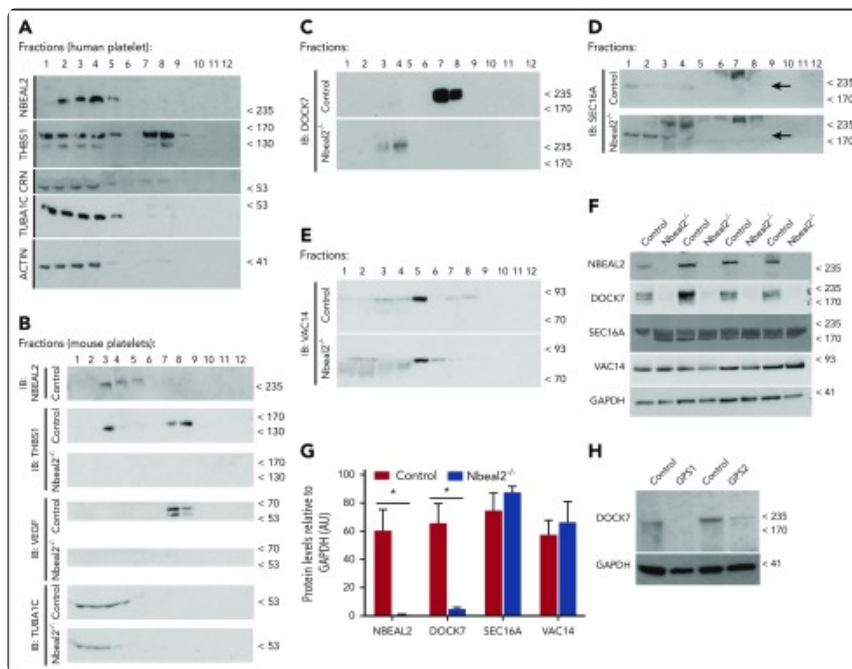 A
Fractions (human platelet):
1 2 3 4 5 6 7 8 9 10 11 12
NBEAL2
< 235
THBS1
< 170
< 130
CRN
< 53
TUBA1C
< 53
ACTIN
< 41
B
Fractions (mouse platelets):
1 2 3 4 5 6 7 8 9 10 11 12
IB: NBEAL2
Control
< 235
IB: THBS1
Control
< 170
< 130
Nbeal2-/-
< 170
< 130
IB: VEGF
Control
< 70
< 53
Nbeal2-/-
< 70
< 53
IB: TUBA1C
Control
< 53
Nbeal2-/-
< 53
C
Fractions:
1 2 3 4 5 6 7 8 9 10 11 12
IB: DOCK7
Control
< 235
< 170
Nbeal2-/-
< 235
< 170
D
Fractions:
1 2 3 4 5 6 7 8 9 10 11 12
IB: SEC16A
Control
< 235
< 170
Nbeal2-/-
< 235
< 170
E
Fractions:
1 2 3 4 5 6 7 8 9 10 11 12
IB: VAC14
Control
< 93
< 70
Nbeal2-/-
< 93
< 70
F
Control Nbeal2-/- Control Nbeal2-/- Control Nbeal2-/- Control Nbeal2-/-
NBEAL2
< 235
DOCK7
< 235
< 170
SEC16A
< 235
< 170
VAC14
< 93
GAPDH
< 41
G
Control Nbeal2-/-
Protein levels relative to
GAPDH (AU)
100
80
60
40
20
0
* *
NBEAL2 DOCK7 SEC16A VAC14
H
Control GPS1 Control GPS2
DOCK7
< 235
< 170
GAPDH
< 41